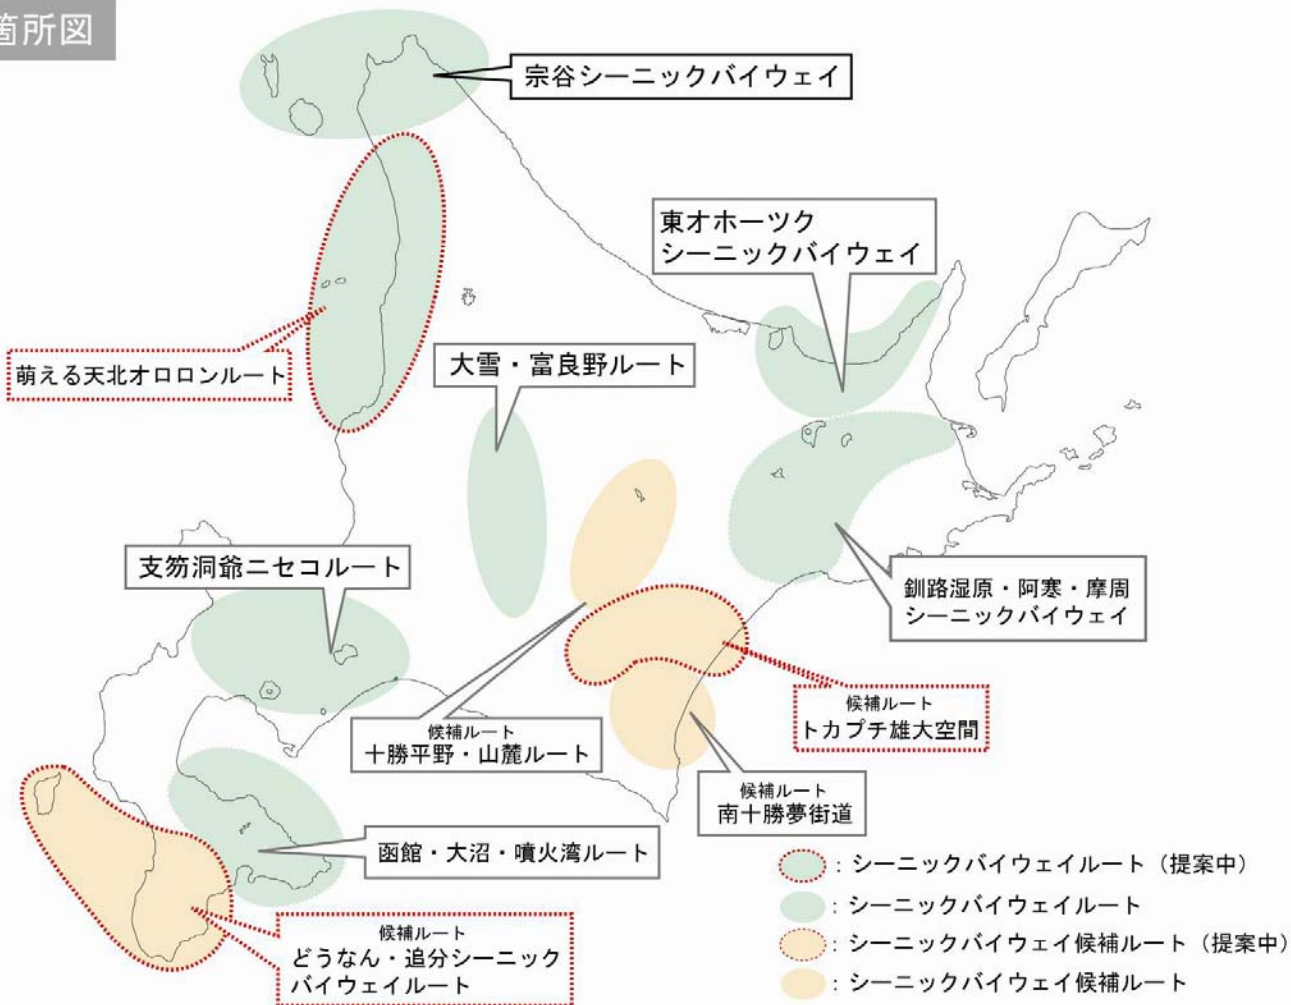 箇所図
宗谷シーニックバイウェイ
東オホーツク
シーニックバイウェイ
萌える天北オロロンルート
大雪・富良野ルート
支笏洞爺ニセコルート
釧路湿原・阿寒・摩周
シーニックバイウェイ
候補ルート
トカプチ雄大空間
候補ルート
十勝平野・山麓ルート
候補ルート
南十勝夢街道
函館・大沼・噴火湾ルート
候補ルート
どうなん・追分シーニック
バイウェイルート
：シーニックバイウェイルート（提案中）
：シーニックバイウェイルート
：シーニックバイウェイ候補ルート（提案中）
：シーニックバイウェイ候補ルート